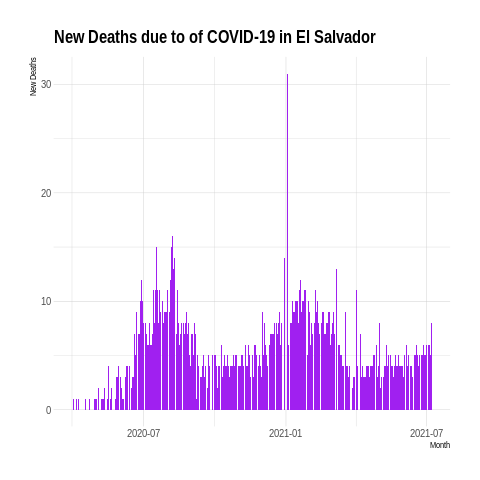 New Deaths due to of COVID-19 in El Salvador
New Deaths
30
20
10
0
2020-07
2021-01
2021-07
Month